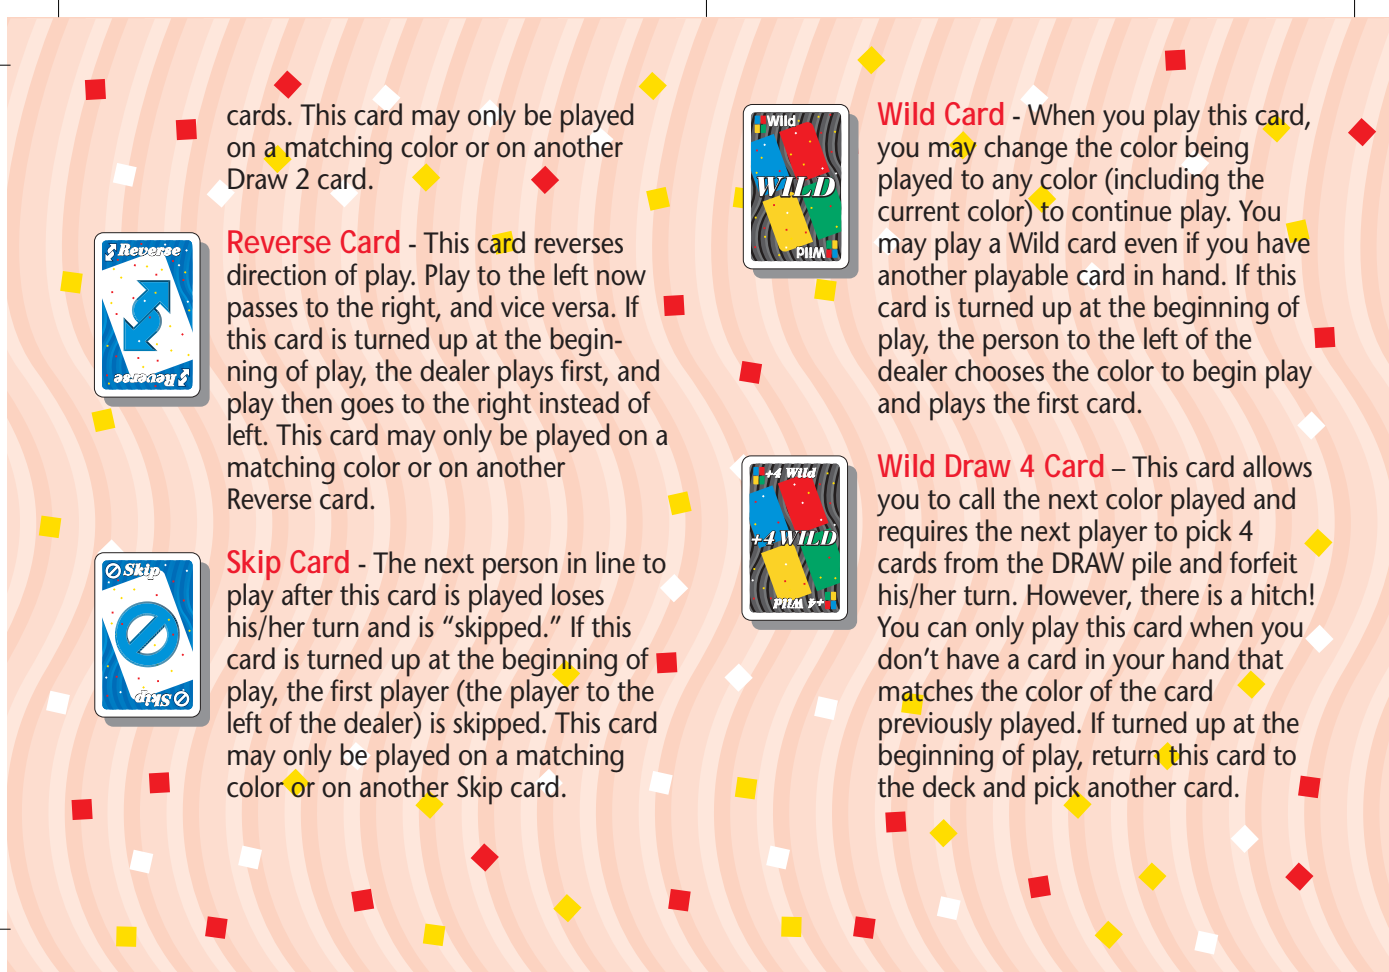 cards. This card may only be played
on a matching color or on another
Draw 2 card.
Reverse
Reverse
Reverse Card - This card reverses
direction of play. Play to the left now
passes to the right, and vice versa. If
this card is turned up at the begin-
ning of play, the dealer plays first, and
play then goes to the right instead of
left. This card may only be played on a
matching color or on another
Reverse card.
Skip
Skip
Skip Card - The next person in line to
play after this card is played loses
his/her turn and is “skipped.” If this
card is turned up at the beginning of
play, the first player (the player to the
left of the dealer) is skipped. This card
may only be played on a matching
color or on another Skip card.
Wild
WILD
Wild
Wild Card - When you play this card,
you may change the color being
played to any color (including the
current color) to continue play. You
may play a Wild card even if you have
another playable card in hand. If this
card is turned up at the beginning of
play, the person to the left of the
dealer chooses the color to begin play
and plays the first card.
+4 Wild
+4 WILD
+4 Wild
Wild Draw 4 Card – This card allows
you to call the next color played and
requires the next player to pick 4
cards from the DRAW pile and forfeit
his/her turn. However, there is a hitch!
You can only play this card when you
don’t have a card in your hand that
matches the color of the card
previously played. If turned up at the
beginning of play, return this card to
the deck and pick another card.